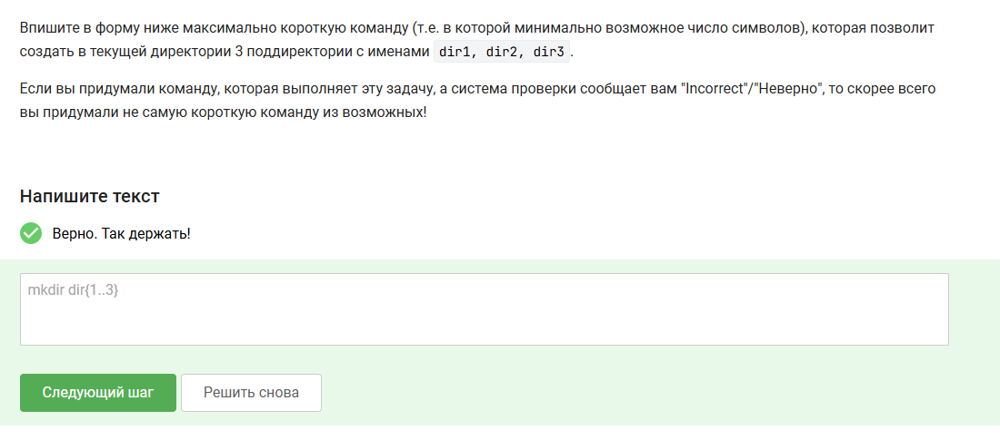 Впишите в форму ниже максимально короткую команду (т.е. в которой минимально возможное число символов), которая позволит
создать в текущей директории 3 поддиректории с именами dir1, dir2, dir3.
Если вы придумали команду, которая выполняет эту задачу, а система проверки сообщает вам "Incorrect"/"Неверно", то скорее всего
вы придумали не самую короткую команду из возможных!
Напишите текст
Верно. Так держать!
mkdir dir{1..3}
Следующий шаг
Решить снова